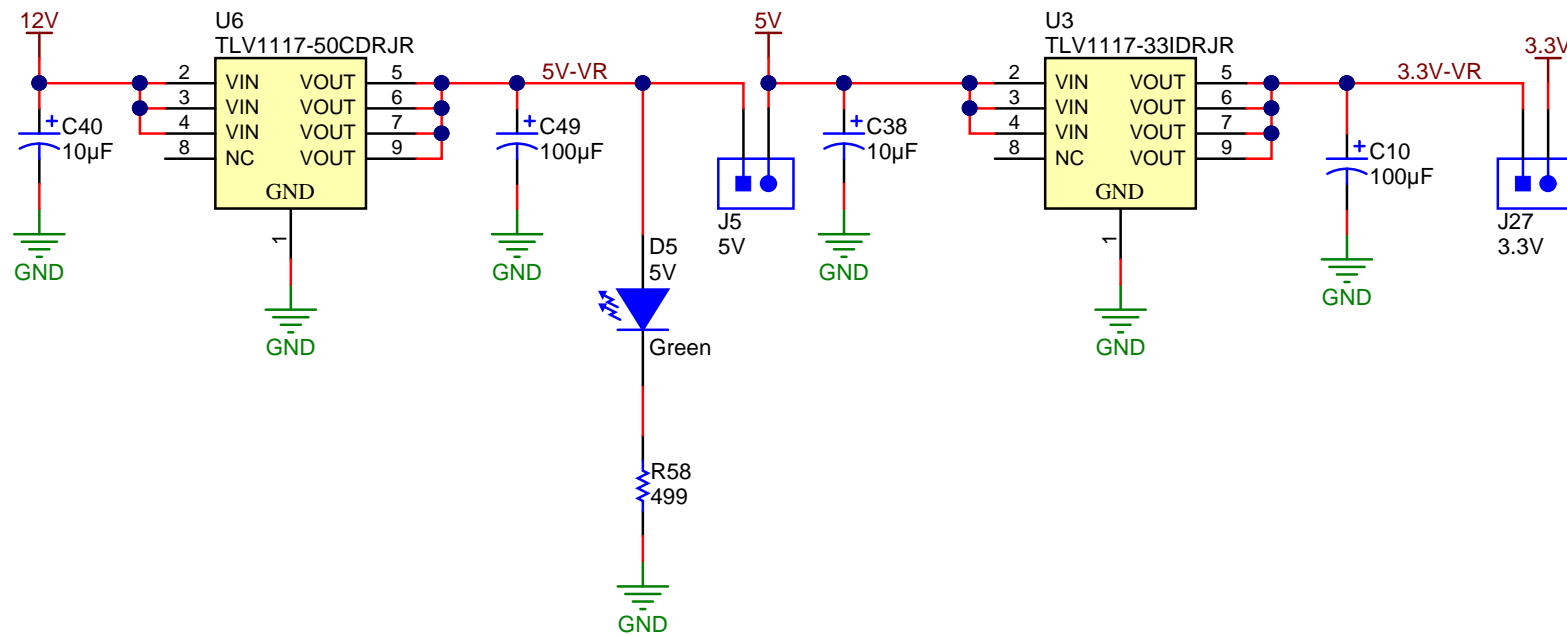 12V
U6
TLV1117-50CDRJR
2 VIN VOUT 5
3 VIN VOUT 6
4 VIN VOUT 7
8 NC VOUT 9
GND
1
GND
C40
10µF
GND
5V-VR
C49
100µF
GND
D5
5V
Green
R58
499
GND
J5
5V
5V
C38
10µF
GND
U3
TLV1117-33IDRJR
2 VIN VOUT 5
3 VIN VOUT 6
4 VIN VOUT 7
8 NC VOUT 9
GND
1
GND
3.3V-VR
C10
100µF
GND
3.3V
J27
3.3V